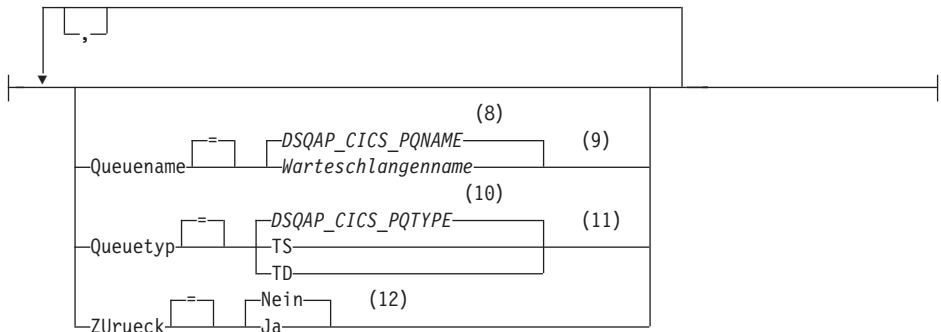 ,
(8)
= DSQAP_CICS_PQNAME (9)
Queuename Warteschlangenname
(10)
= DSQAP_CICS_PQTYPE (11)
Queuetyp TS
TD
= Nein (12)
ZUrueck Ja